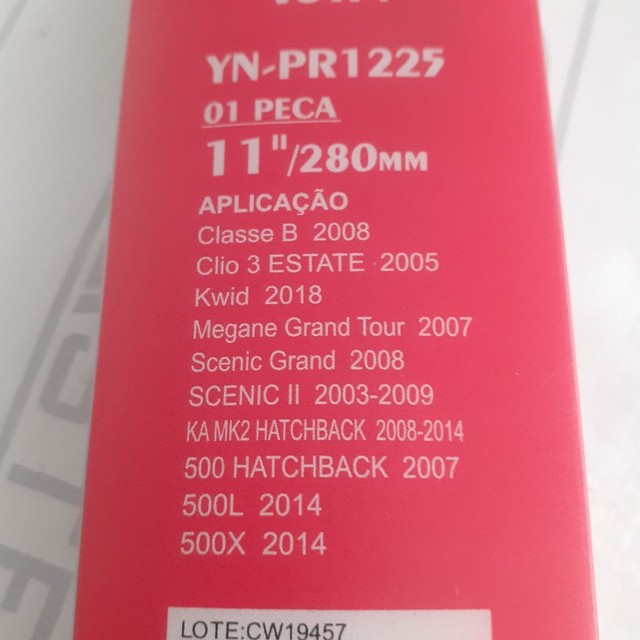 YN-PR1225
01 PECA
11"/280MM
APLICAÇÃO
Classe B 2008
Clio 3 ESTATE 2005
Kwid 2018
Megane Grand Tour 2007
Scenic Grand 2008
SCENIC II 2003-2009
KA MK2 HATCHBACK 2008-2014
500 HATCHBACK 2007
500L 2014
500X 2014
LOTE:CW19457